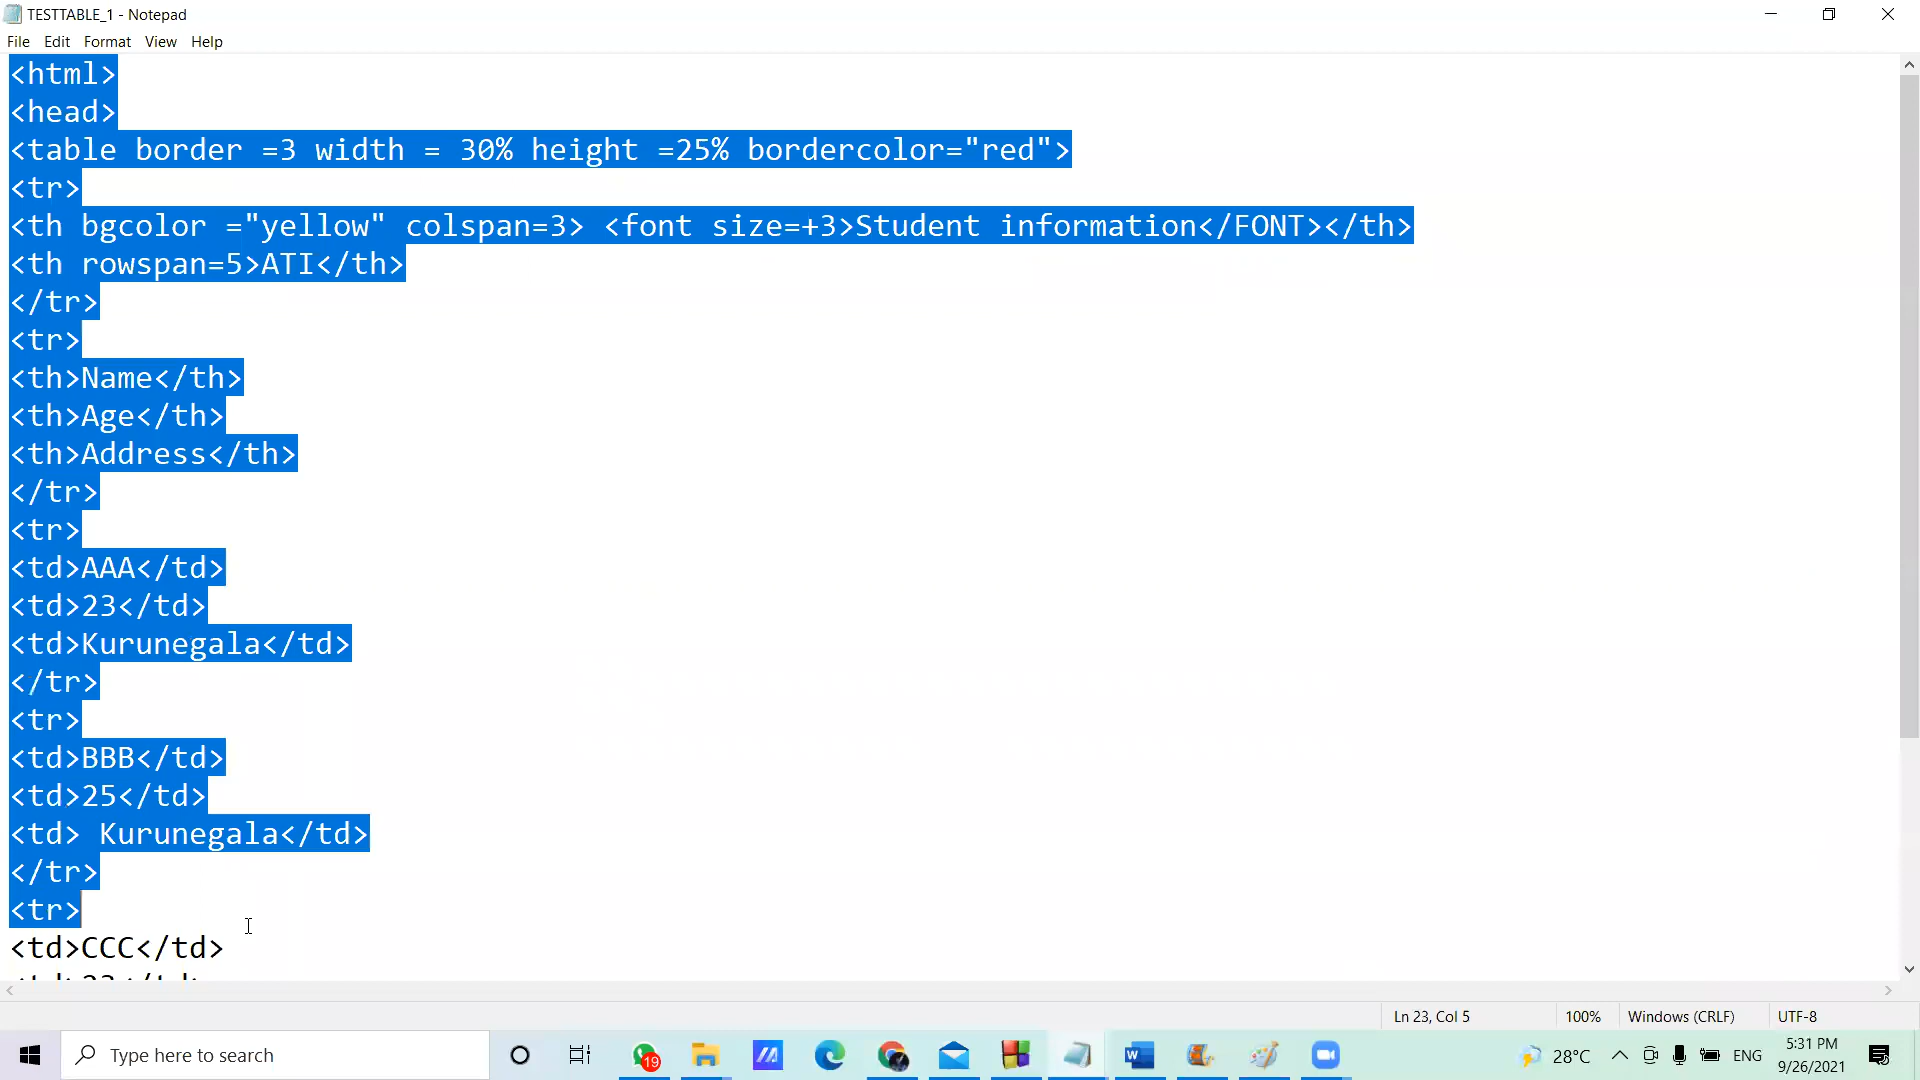 TESTTABLE_1 - Notepad
File Edit Format View Help
<html>
<head>
<table border =3 width = 30% height =25% bordercolor="red">
<tr>
<th bgcolor ="yellow" colspan=3> <font size=+3>Student information</FONT></th>
<th rowspan=5>ATI</th>
</tr>
<tr>
<th>Name</th>
<th>Age</th>
<th>Address</th>
</tr>
<tr>
<td>AAA</td>
<td>23</td>
<td>Kurunegala</td>
</tr>
<tr>
<td>BBB</td>
<td>25</td>
<td> Kurunegala</td>
</tr>
<tr>
<td>CCC</td>
Ln 23, Col 5 100% Windows (CRLF) UTF-8
Type here to search
19
28°C ENG
5:31 PM
9/26/2021